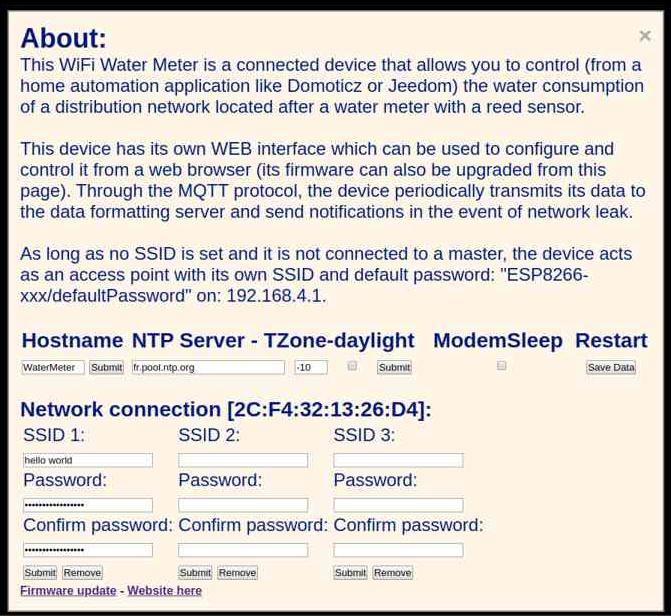 About:
×
This WiFi Water Meter is a connected device that allows you to control (from a
home automation application like Domoticz or Jeedom) the water consumption
of a distribution network located after a water meter with a reed sensor.
This device has its own WEB interface which can be used to configure and
control it from a web browser (its firmware can also be upgraded from this
page). Through the MQTT protocol, the device periodically transmits its data to
the data formatting server and send notifications in the event of network leak.
As long as no SSID is set and it is not connected to a master, the device acts
as an access point with its own SSID and default password: "ESP8266-
xxx/defaultPassword" on: 192.168.4.1.
Hostname NTP Server - TZone-daylight ModemSleep Restart
WaterMeter Submit fr.pool.ntp.org -10 Submit Save Data
Network connection [2C:F4:32:13:26:D4]:
SSID 1: SSID 2: SSID 3:
hello world
Password: Password: Password:
•••••••••••••••••
Confirm password: Confirm password: Confirm password:
•••••••••••••••••
Submit Remove Submit Remove Submit Remove
Firmware update - Website here